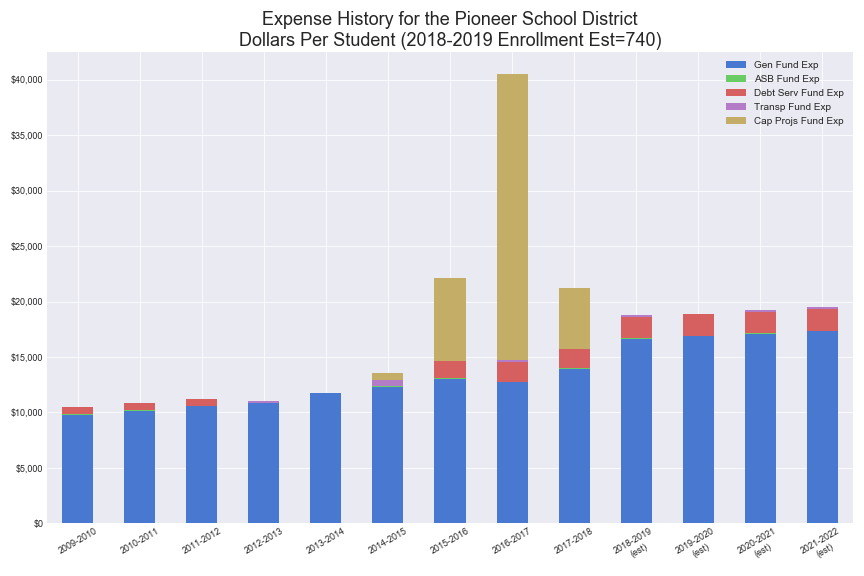 Expense History for the Pioneer School District
Dollars Per Student (2018-2019 Enrollment Est=740)
Gen Fund Exp
ASB Fund Exp
Debt Serv Fund Exp
Transp Fund Exp
Cap Projs Fund Exp
$40,000
$35,000
$30,000
$25,000
$20,000
$15,000
$10,000
$5,000
$0
2009-2010
2010-2011
2011-2012
2012-2013
2013-2014
2014-2015
2015-2016
2016-2017
2017-2018
2018-2019
(est)
2019-2020
(est)
2020-2021
(est)
2021-2022
(est)